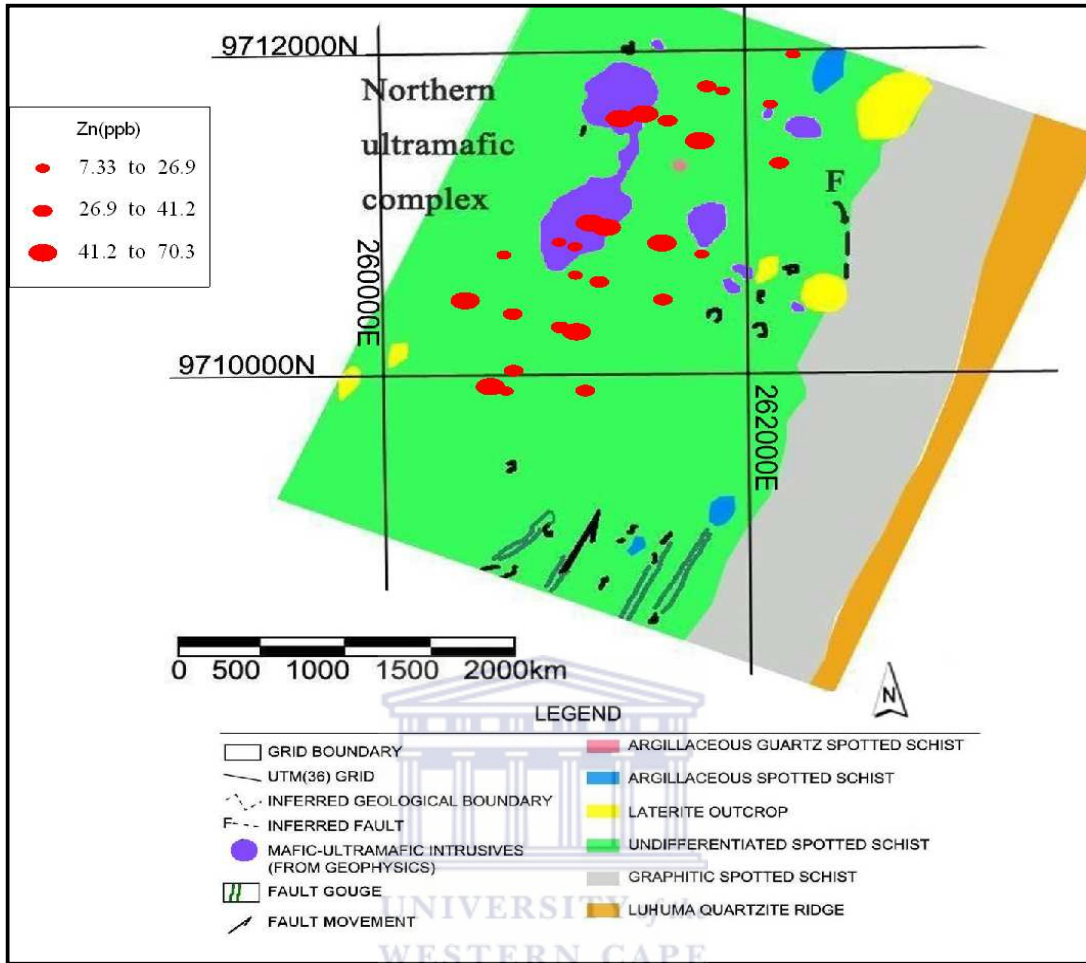 9712000N
Northern
ultramafic
complex
Zn(ppb)
7.33 to 26.9
26.9 to 41.2
41.2 to 70.3
F
260000E
9710000N
262000E
0 500 1000 1500 2000km
N
LEGEND
GRID BOUNDARY
UTM(36) GRID
INFERRED GEOLOGICAL BOUNDARY
F INFERRED FAULT
MAFIC-ULTRAMAFIC INTRUSIVES
(FROM GEOPHYSICS)
FAULT GOUGE
FAULT MOVEMENT
ARGILLACEOUS GUARTZ SPOTTED SCHIST
ARGILLACEOUS SPOTTED SCHIST
LATERITE OUTCROP
UNDIFFERENTIATED SPOTTED SCHIST
GRAPHITIC SPOTTED SCHIST
LUHUMA QUARTZITE RIDGE
UNIVERSITY of the
WESTERN CAPE